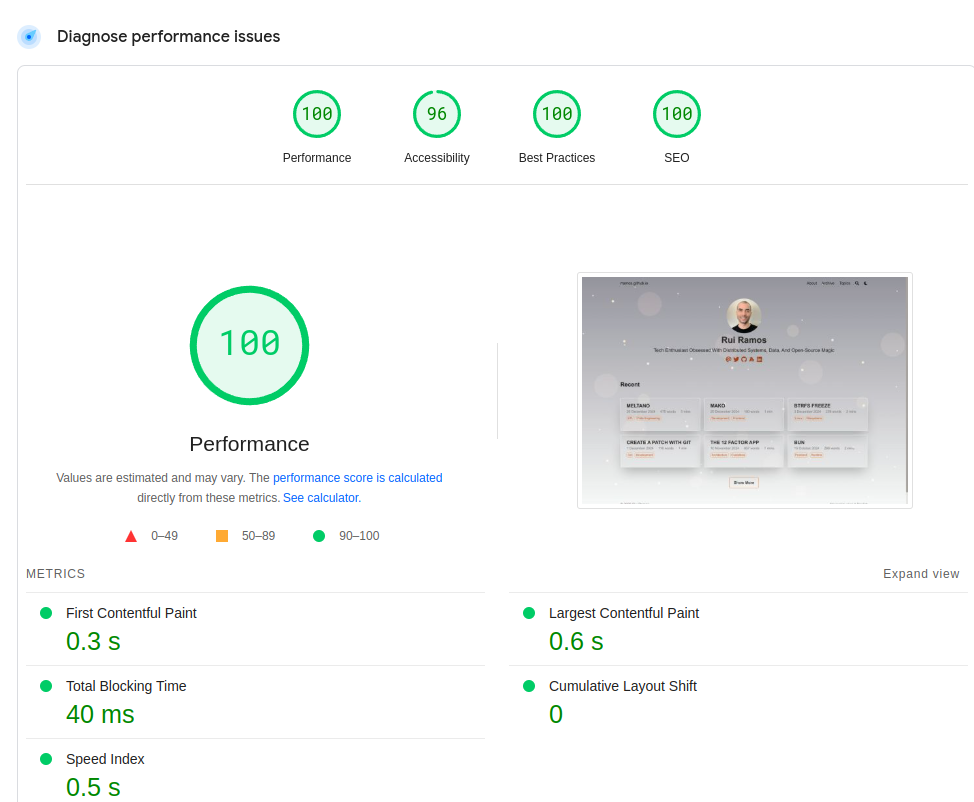 Diagnose performance issues
100 96 100 100
Performance Accessibility Best Practices SEO
100
Performance
Values are estimated and may vary. The performance score is calculated
directly from these metrics. See calculator.
0–49 50–89 90–100
About Archive Topics
Rui Ramos
Tech Enthusiast Obsessed With Distributed Systems, Data, And Open-Source Magic
Recent
MELTANO MAKO STRFS FREEZE
CREATE A PATCH WITH GIT THE 12 FACTOR APP BUN
Show More
METRICS Expand view
First Contentful Paint
0.3 s
Largest Contentful Paint
0.6 s
Total Blocking Time
40 ms
Cumulative Layout Shift
0
Speed Index
0.5 s